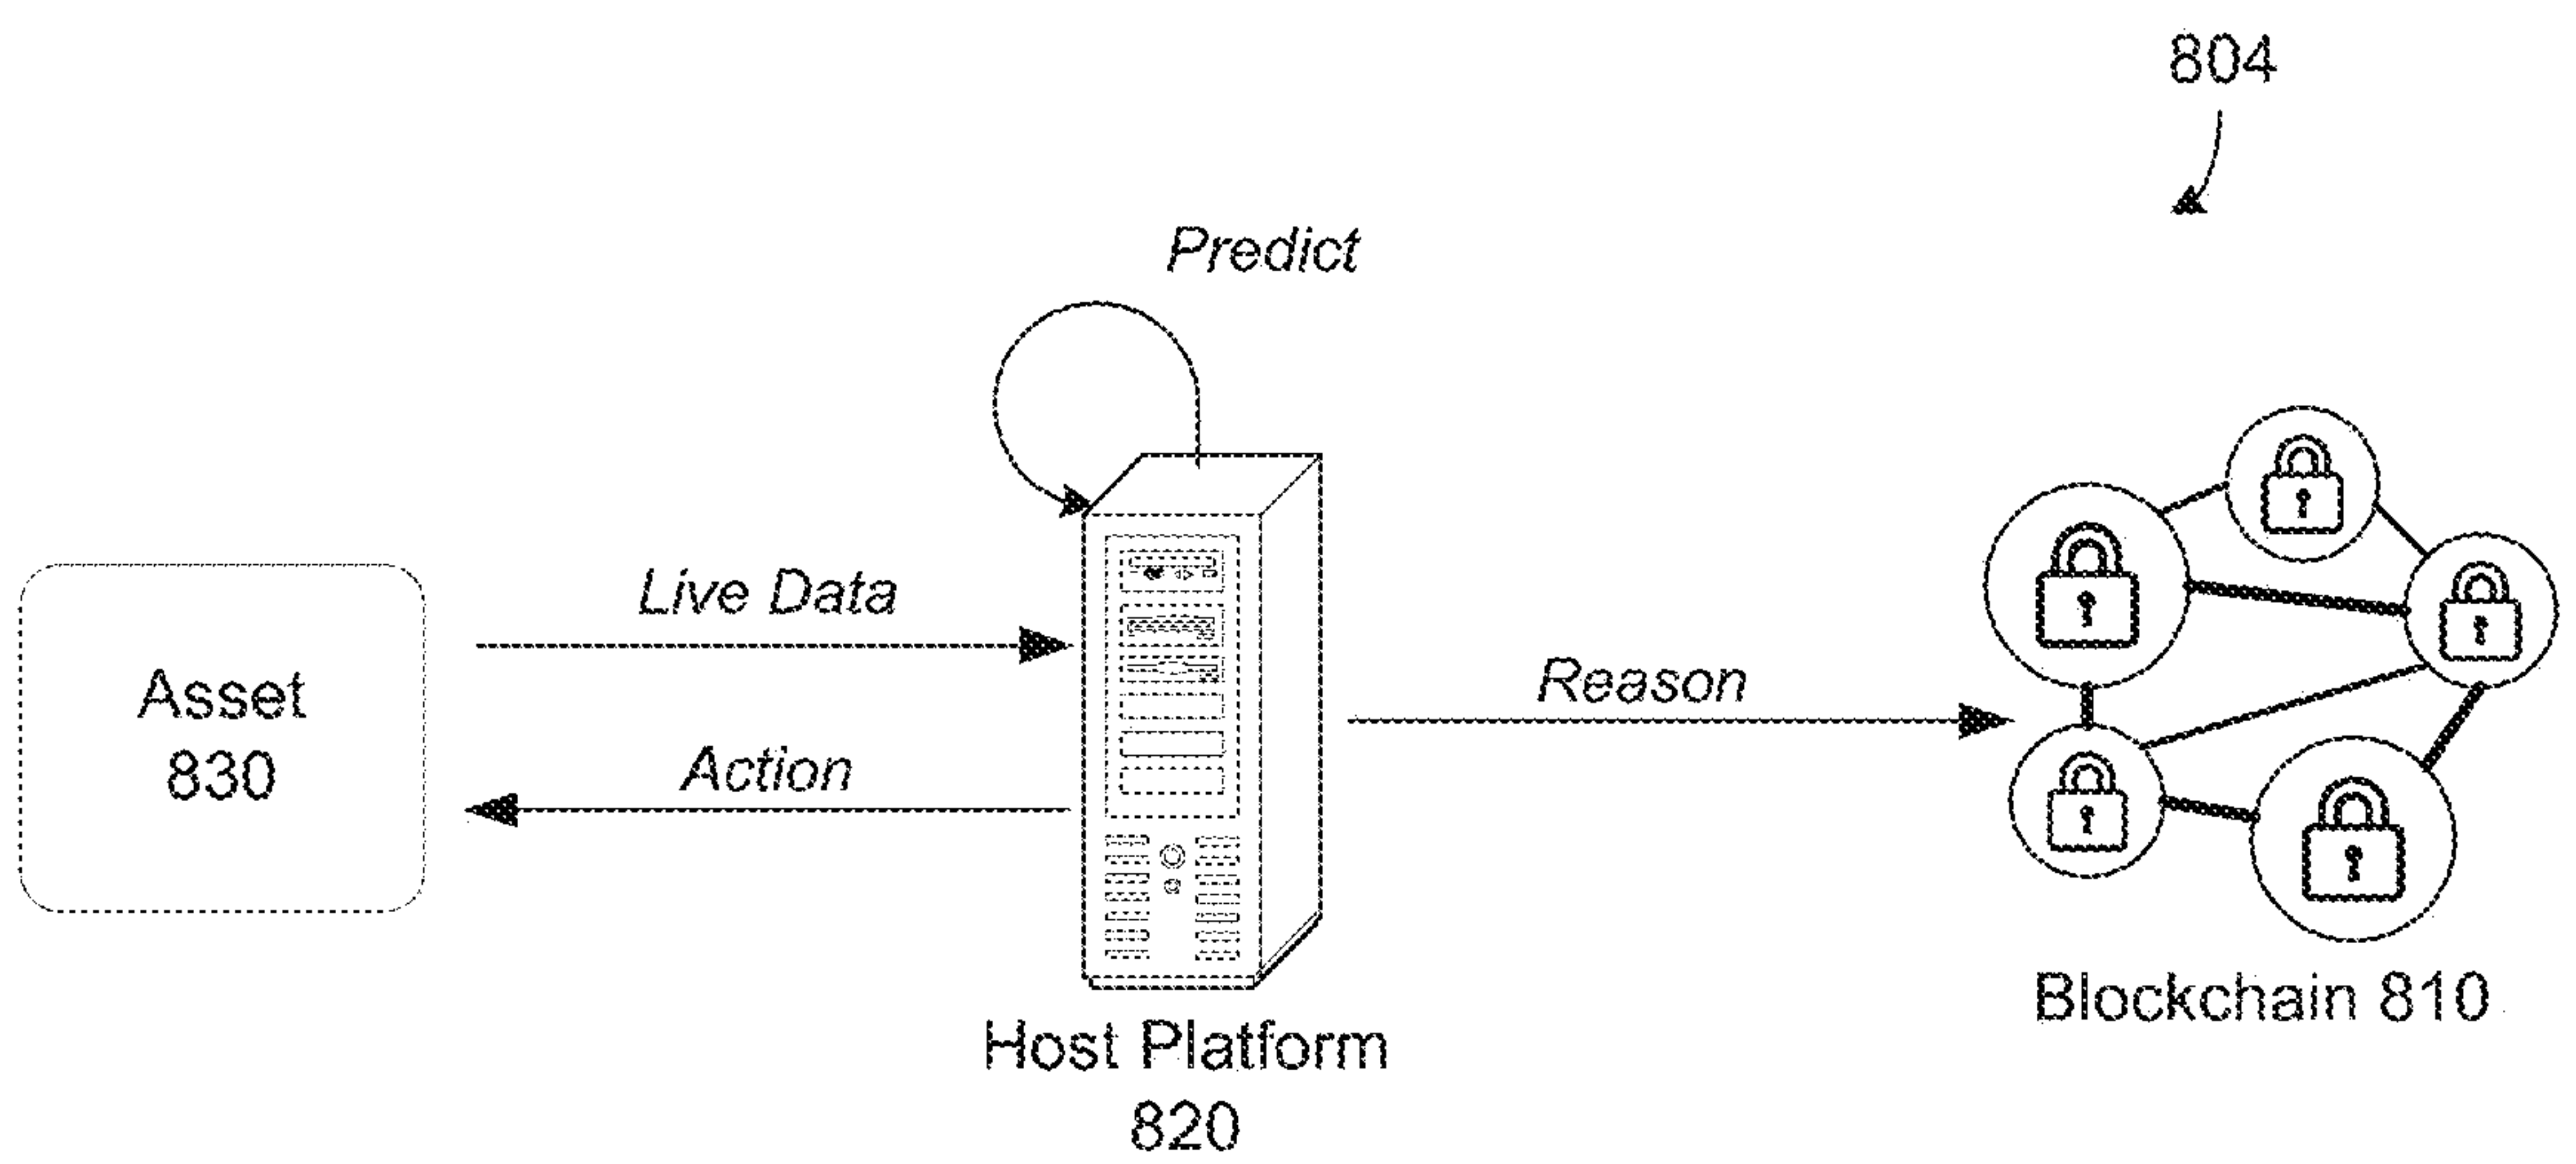 804
Predict
Live Data
Asset
830
Reason
Action
Blockchain 810
Host Platform
820